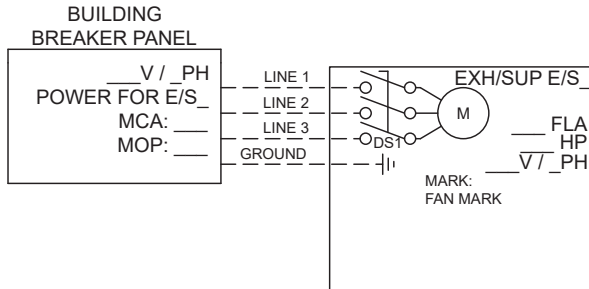 BUILDING
BREAKER PANEL
___V / _PH
POWER FOR E/S_
MCA: ___
MOP: ___
LINE 1
LINE 2
LINE 3
GROUND
DS1
EXH/SUP E/S_
M
___ FLA
___ HP
___V / _PH
MARK:
FAN MARK